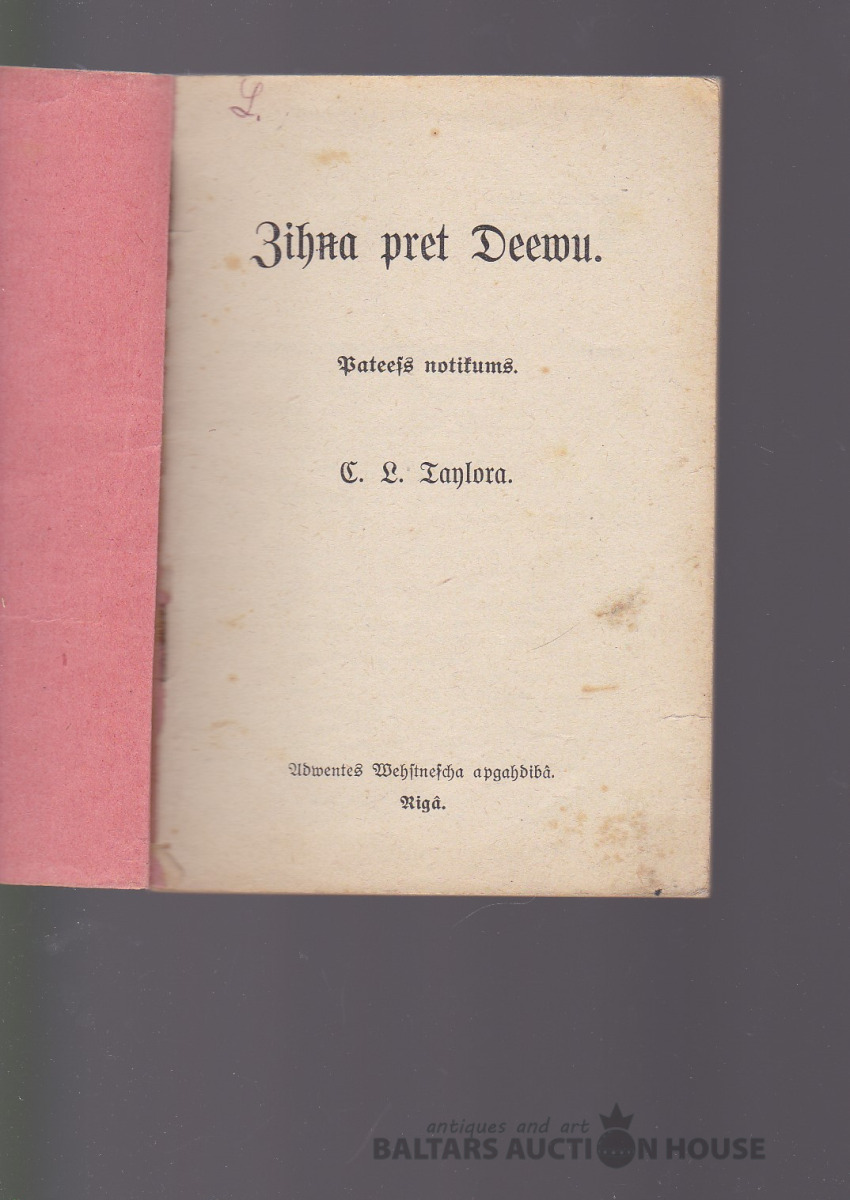 L.
Zihņa pret Deewu.
Pateeſs notikums.
C. L. Taylora.
Adwentes Wehſtneſcha apgahdibâ.
Rigâ.
antiques and art
BALTARS AUCTION HOUSE